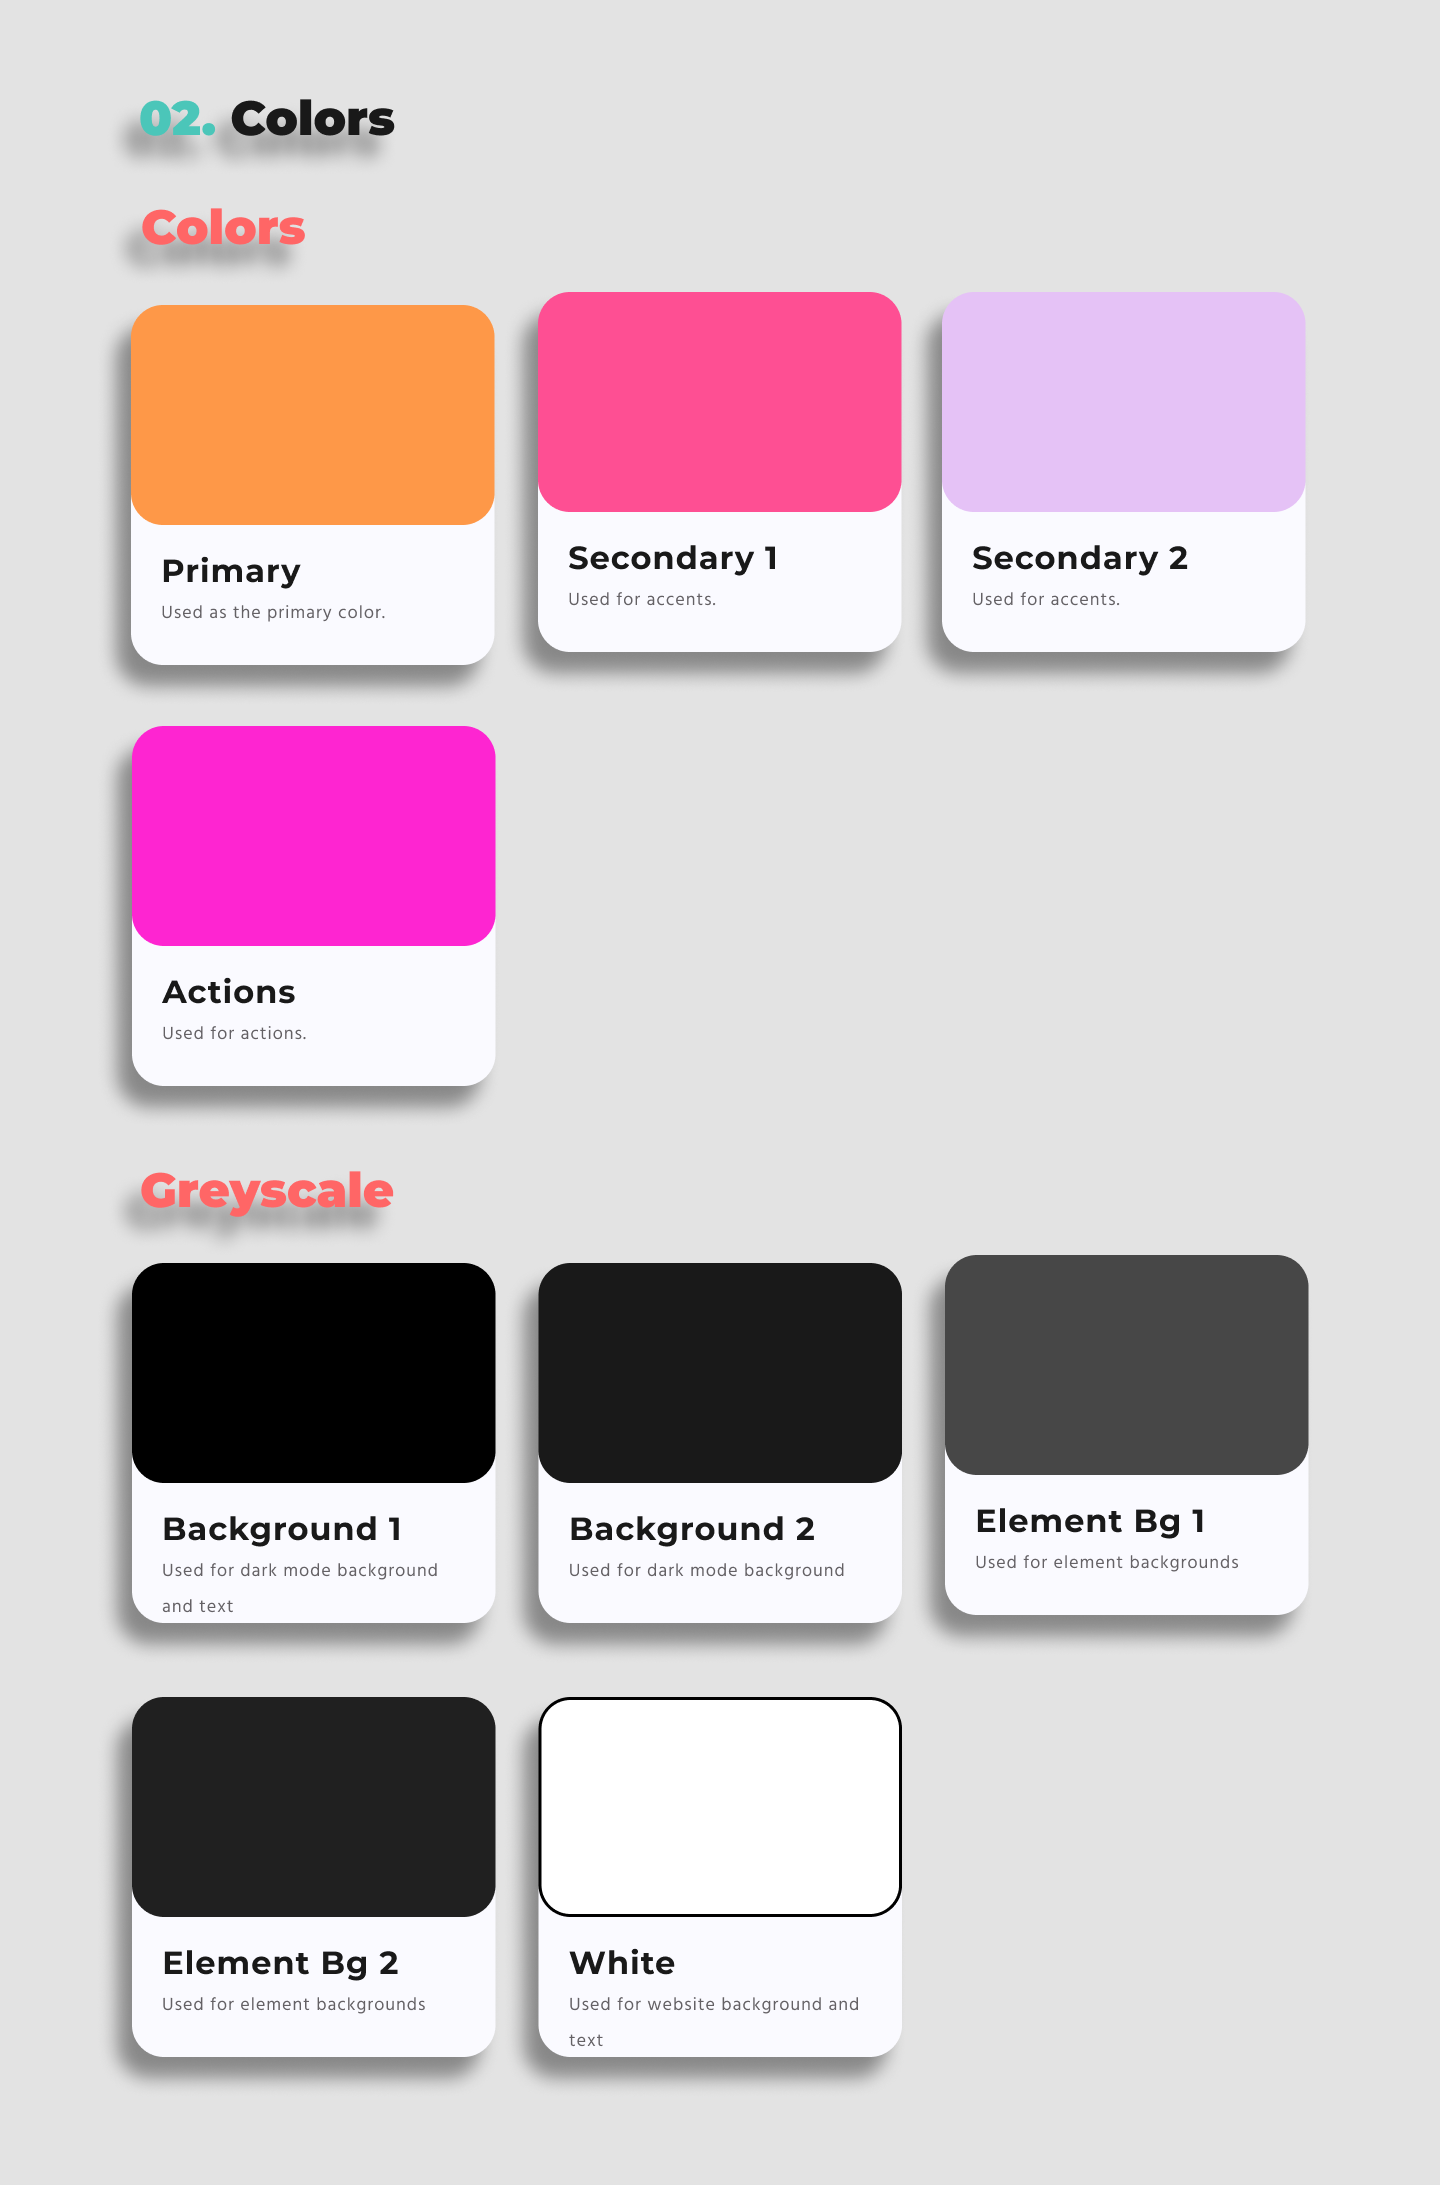 02. Colors
Colors
Primary
Used as the primary color.
Secondary 1
Used for accents.
Secondary 2
Used for accents.
Actions
Used for actions.
Greyscale
Background 1
Used for dark mode background
and text
Background 2
Used for dark mode background
Element Bg 1
Used for element backgrounds
Element Bg 2
Used for element backgrounds
White
Used for website background and
text